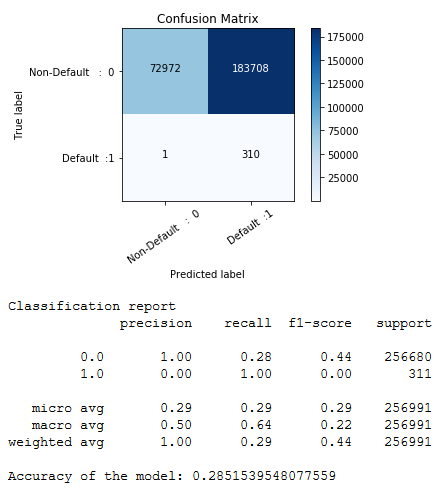 Confusion Matrix
175000
72972 183708
Non-Default : 0
150000
125000
True label
100000
75000
1 310
Default :1
50000
25000
Non-Default : 0
Default :1
Predicted label
Classification report
precision recall f1-score support
0.0 1.00 0.28 0.44 256680
1.0 0.00 1.00 0.00 311
micro avg 0.29 0.29 0.29 256991
macro avg 0.50 0.64 0.22 256991
weighted avg 1.00 0.29 0.44 256991
Accuracy of the model: 0.2851539548077559